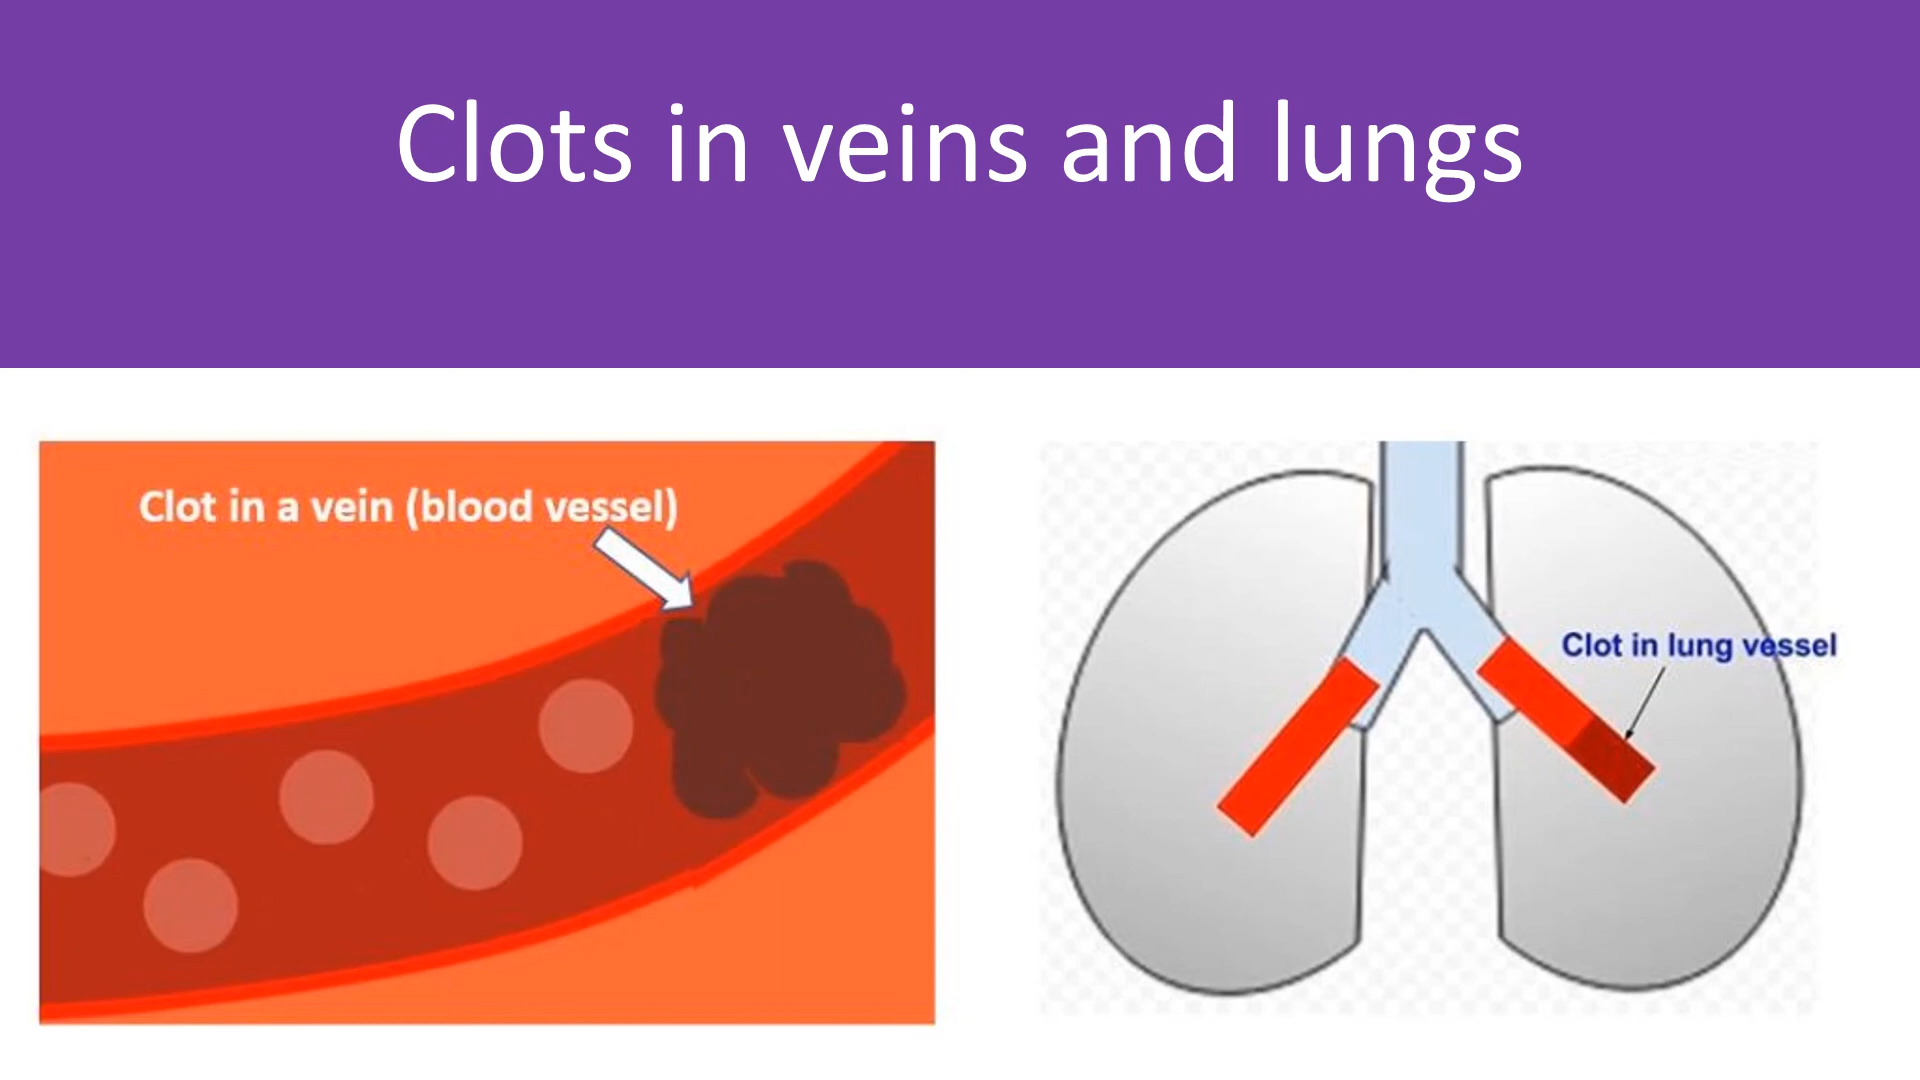 Clots in veins and lungs
Clot in a vein (blood vessel)
Clot in lung vessel